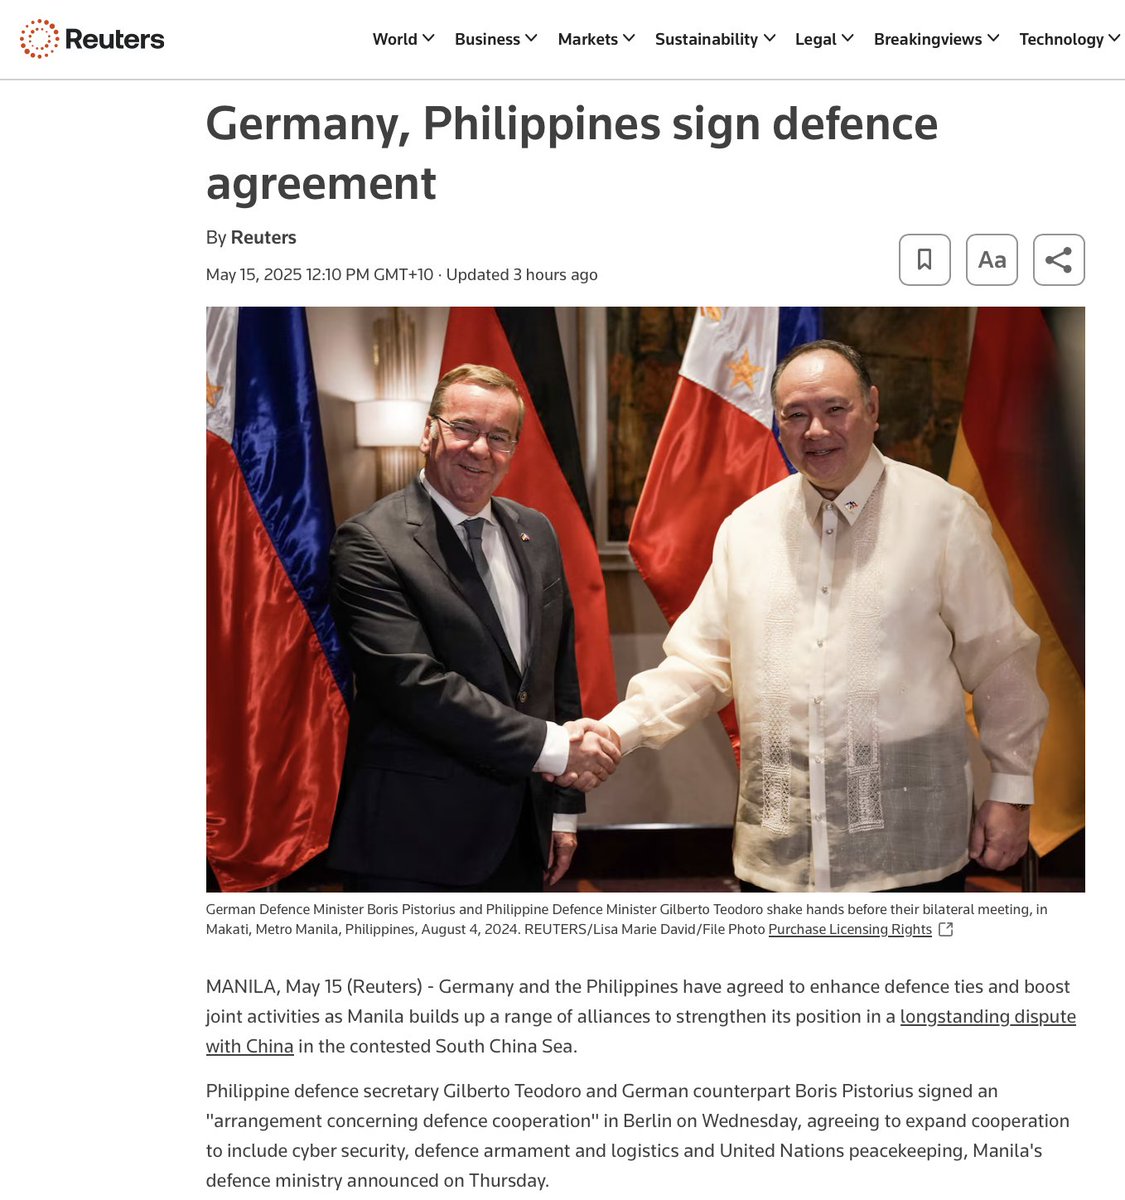 Reuters
World Business Markets Sustainability Legal Breakingviews Technology
Germany, Philippines sign defence
agreement
By Reuters
May 15, 2025 12:10 PM GMT+10 · Updated 3 hours ago
Aa
German Defence Minister Boris Pistorius and Philippine Defence Minister Gilberto Teodoro shake hands before their bilateral meeting, in
Makati, Metro Manila, Philippines, August 4, 2024. REUTERS/Lisa Marie David/File Photo Purchase Licensing Rights
MANILA, May 15 (Reuters) - Germany and the Philippines have agreed to enhance defence ties and boost
joint activities as Manila builds up a range of alliances to strengthen its position in a longstanding dispute
with China in the contested South China Sea.
Philippine defence secretary Gilberto Teodoro and German counterpart Boris Pistorius signed an
"arrangement concerning defence cooperation" in Berlin on Wednesday, agreeing to expand cooperation
to include cyber security, defence armament and logistics and United Nations peacekeeping, Manila's
defence ministry announced on Thursday.